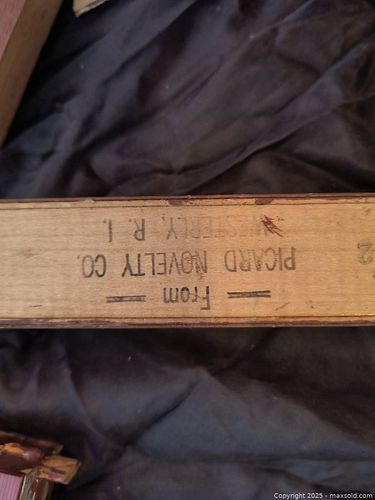 — From —
PICARD NOVELTY CO.
WESTERLY, R. I.
2
Copyright © 2025 - maxsold.com